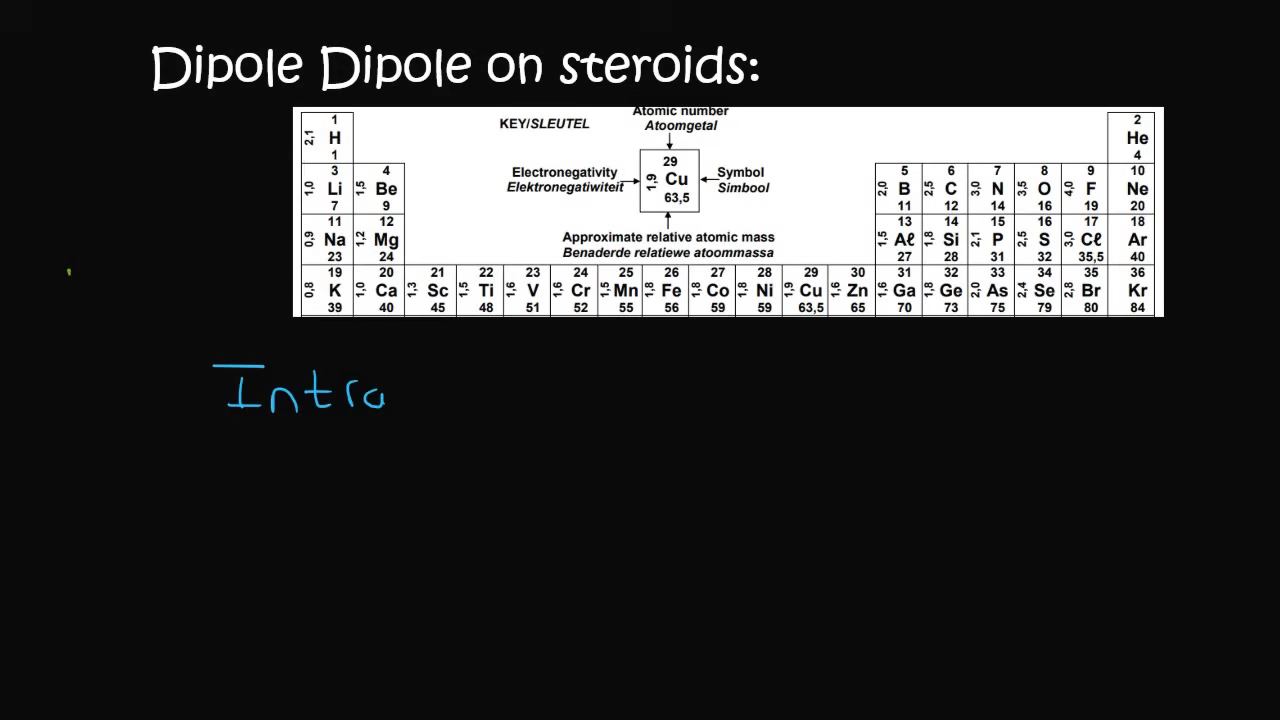 Dipole Dipole on steroids:
KEY/SLEUTEL
Atomic number
Atoomgetal
Electronegativity
Elektronegatiwiteit
29
1,9 Cu
63,5
Symbol
Simbool
Approximate relative atomic mass
Benaderde relatiewe atoommassa
1 2
2,1 H He
1 4
3 4 5 6 7 8 9 10
1,0 Li 1,5 Be 2,0 B 2,5 C 3,0 N 3,5 O 4,0 F Ne
7 9 11 12 14 16 19 20
11 12 13 14 15 16 17 18
0,9 Na 1,2 Mg 1,5 Aℓ 1,8 Si 2,1 P 2,5 S 3,0 Cℓ Ar
23 24 27 28 31 32 35,5 40
19 20 21 22 23 24 25 26 27 28 29 30 31 32 33 34 35 36
0,8 K 1,0 Ca 1,3 Sc 1,5 Ti 1,6 V 1,6 Cr 1,5 Mn 1,8 Fe 1,8 Co 1,8 Ni 1,9 Cu 1,6 Zn 1,6 Ga 1,8 Ge 2,0 As 2,4 Se 2,8 Br Kr
39 40 45 48 51 52 55 56 59 59 63,5 65 70 73 75 79 80 84
Intra